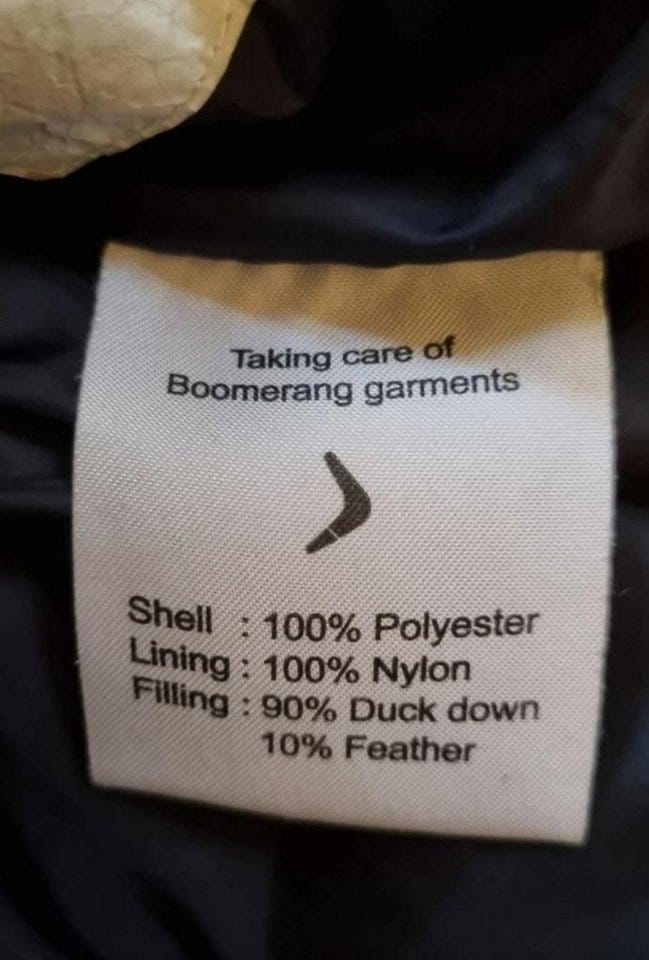 Taking care of
Boomerang garments
Shell : 100% Polyester
Lining : 100% Nylon
Filling : 90% Duck down
10% Feather